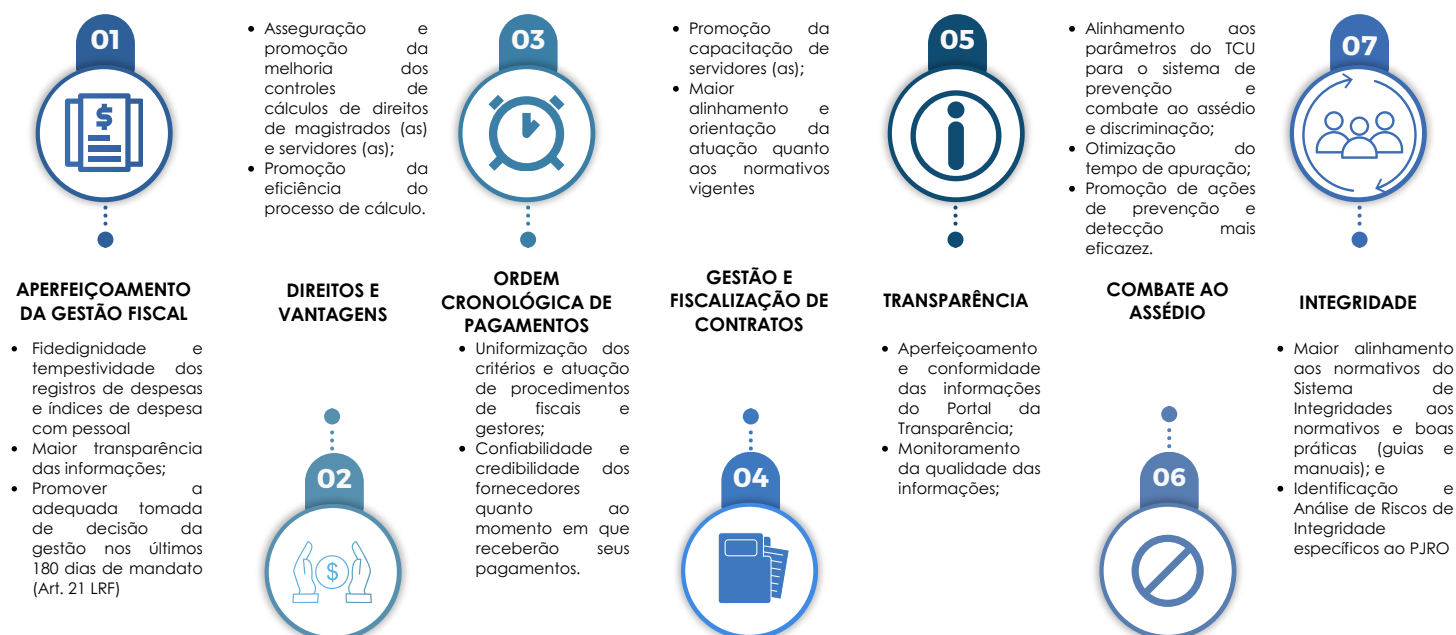 01
APERFEIÇOAMENTO
DA GESTÃO FISCAL
• Fidedignidade e
tempestividade dos
registros de despesas
e índices de despesa
com pessoal
• Maior transparência
das informações;
• Promover a
adequada tomada
de decisão da
gestão nos últimos
180 dias de mandato
(Art. 21 LRF)
• Asseguração e
promoção da
melhoria dos
controles de
cálculos de direitos
de magistrados (as)
e servidores (as);
• Promoção da
eficiência do
processo de cálculo.
DIREITOS E
VANTAGENS
02
03
ORDEM
CRONOLÓGICA DE
PAGAMENTOS
• Uniformização dos
critérios e atuação
de procedimentos
de fiscais e
gestores;
• Confiabilidade e
credibilidade dos
fornecedores
quanto ao
momento em que
receberão seus
pagamentos.
• Promoção da
capacitação de
servidores (as);
• Maior
alinhamento e
orientação da
atuação quanto
aos normativos
vigentes
GESTÃO E
FISCALIZAÇÃO DE
CONTRATOS
04
05
TRANSPARÊNCIA
• Aperfeiçoamento
e conformidade
das informações
do Portal da
Transparência;
• Monitoramento
da qualidade das
informações;
• Alinhamento aos
parâmetros do TCU
para o sistema de
prevenção e
combate ao assédio
e discriminação;
• Otimização do
tempo de apuração;
• Promoção de ações
de prevenção e
detecção mais
eficazez.
COMBATE AO
ASSÉDIO
06
07
INTEGRIDADE
• Maior alinhamento
aos normativos do
Sistema de
Integridades aos
normativos e boas
práticas (guias e
manuais); e
• Identificação e
Análise de Riscos de
Integridade
específicos ao PJRO